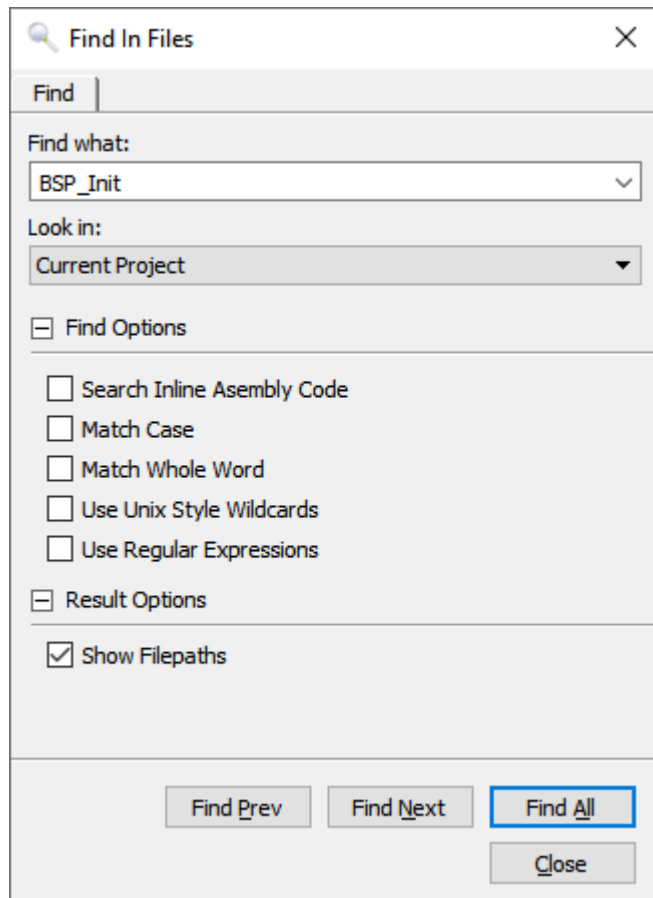 Find In Files
Find
Find what:
BSP_Init
Look in:
Current Project
Find Options
Search Inline Asembly Code
Match Case
Match Whole Word
Use Unix Style Wildcards
Use Regular Expressions
Result Options
Show Filepaths
Find Prev Find Next Find All
Close